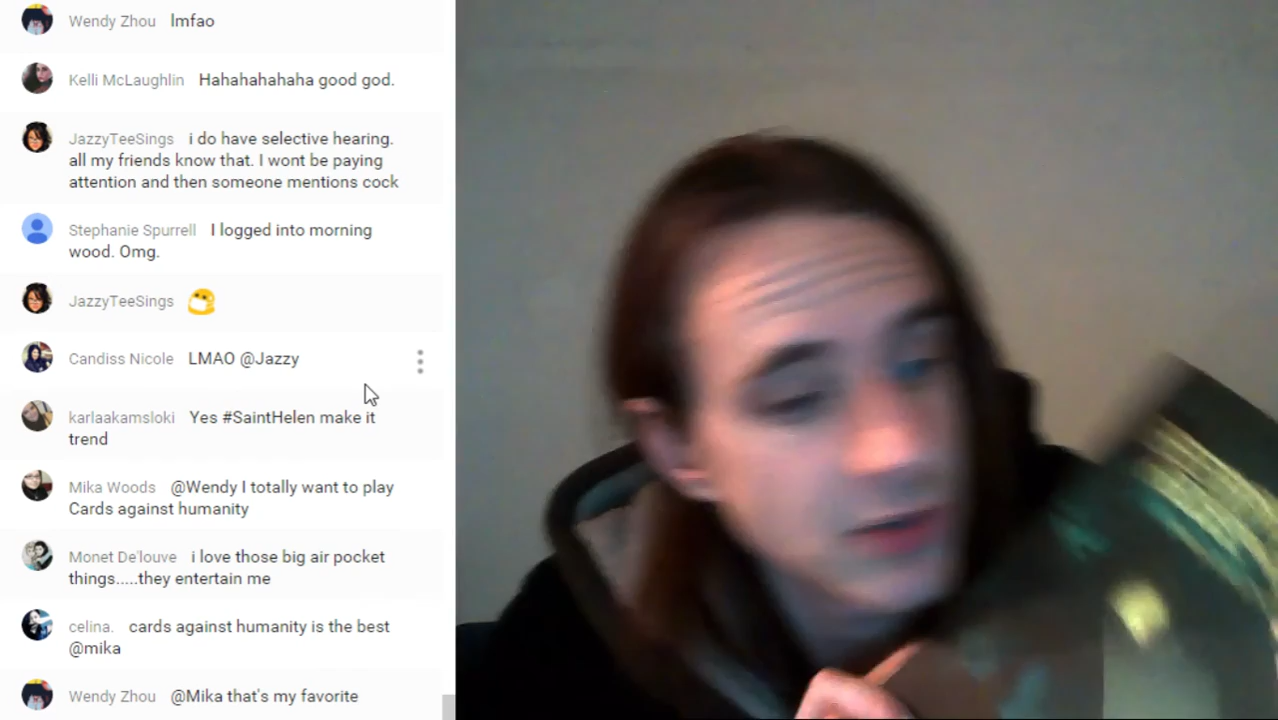 Wendy Zhou lmfao
Kelli McLaughlin Hahahahahaha good god.
JazzyTeeSings i do have selective hearing.
all my friends know that. I wont be paying
attention and then someone mentions cock
Stephanie Spurrell I logged into morning
wood. Omg.
JazzyTeeSings
Candiss Nicole LMAO @Jazzy
karlaakamsloki Yes #SaintHelen make it
trend
Mika Woods @Wendy I totally want to play
Cards against humanity
Monet De'louve i love those big air pocket
things.....they entertain me
celina. cards against humanity is the best
@mika
Wendy Zhou @Mika that's my favorite